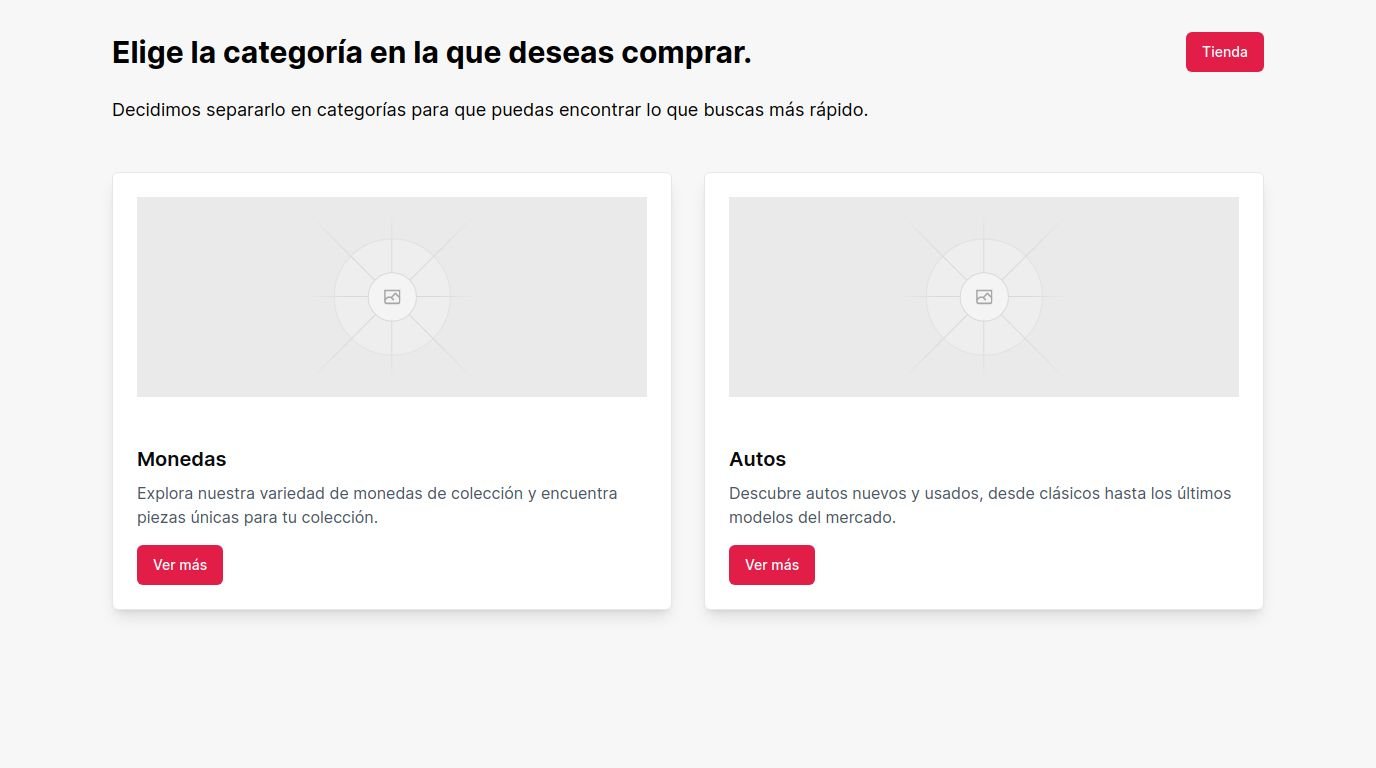 Elige la categoría en la que deseas comprar.
Tienda
Decidimos separarlo en categorías para que puedas encontrar lo que buscas más rápido.
Monedas
Explora nuestra variedad de monedas de colección y encuentra
piezas únicas para tu colección.
Ver más
Autos
Descubre autos nuevos y usados, desde clásicos hasta los últimos
modelos del mercado.
Ver más